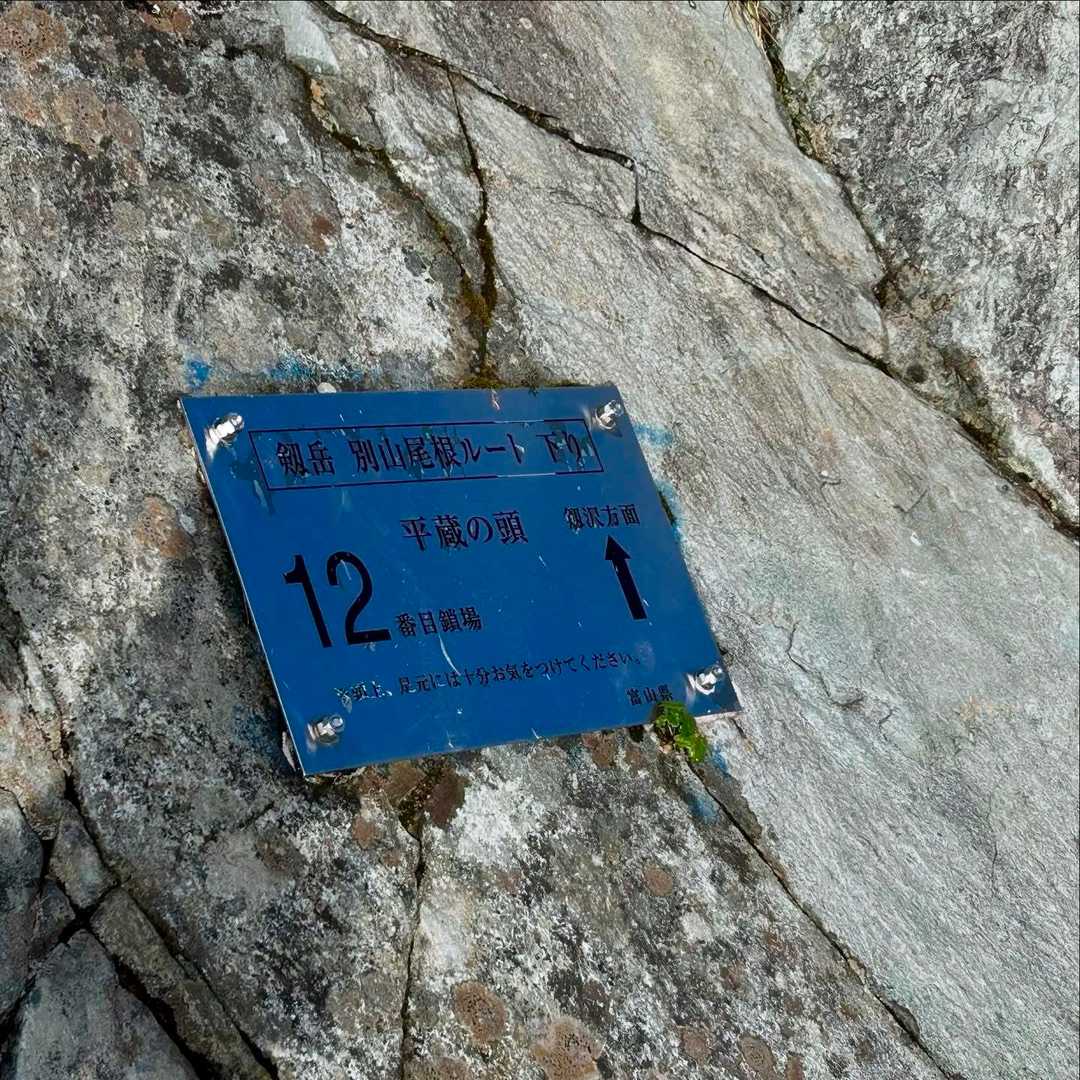 剱岳 別山尾根ルート 下り
平蔵の頭 剱沢方面
12番目鎖場
※頭上、足元には十分お気をつけてください。
富山県